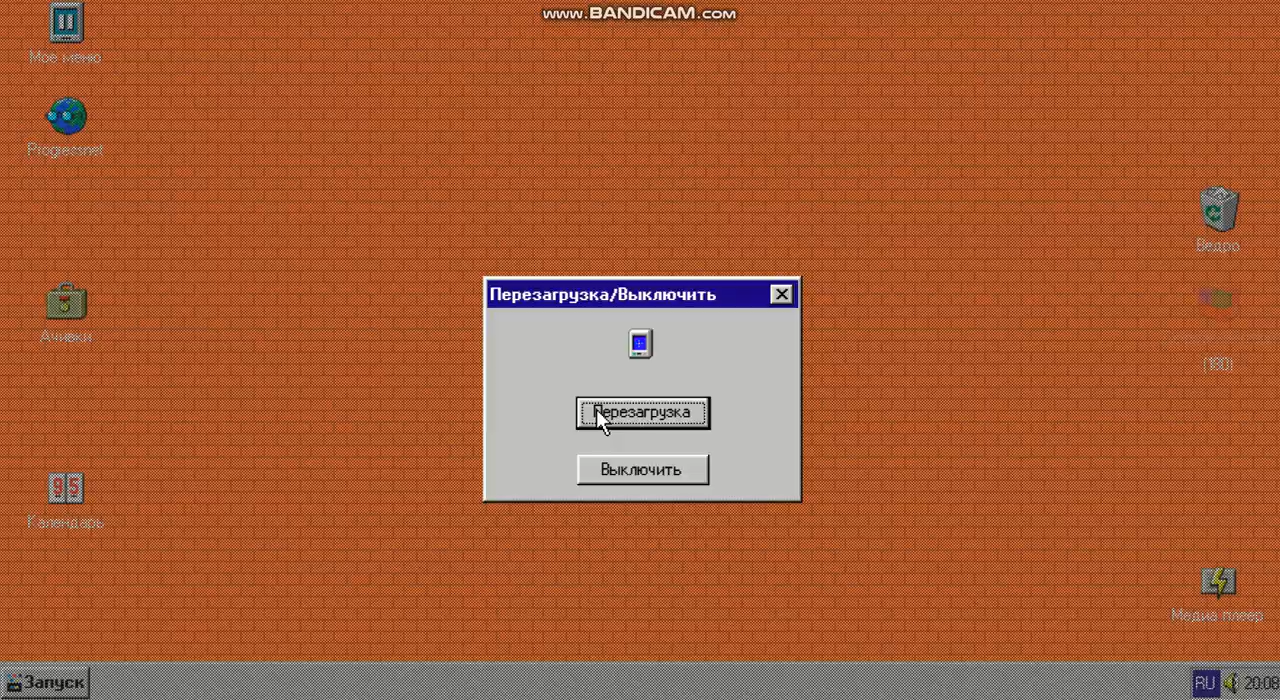 www.BANDICAM.com
Мое меню
Progressnet
Ведро
Перезагрузка/Выключить
Ачивки
(180)
Перезагрузка
Выключить
95
Календарь
Медиа плеер
Запуск
RU
20:08